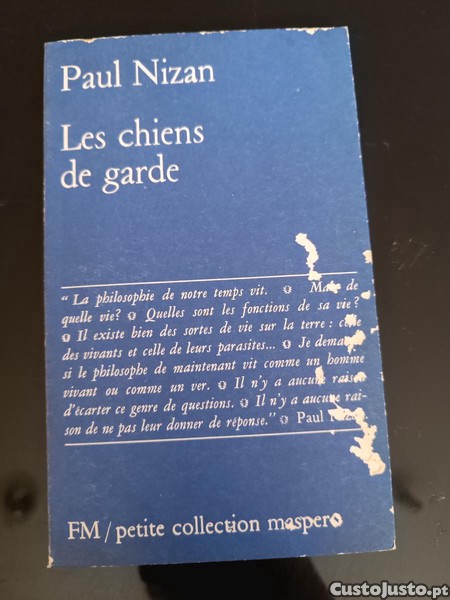 Paul Nizan
Les chiens
de garde
“ La philosophie de notre temps vit. ۞ Mais de
quelle vie? ۞ Quelles sont les fonctions de sa vie?
۞ Il existe bien des sortes de vie sur la terre : celle
des vivants et celle de leurs parasites... ۞ Je demande
si le philosophe de maintenant vit comme un homme
vivant ou comme un ver. ۞ Il n'y a aucune raison
d'écarter ce genre de questions. ۞ Il n'y a aucune rai-
son de ne pas leur donner de réponse.” ۞ Paul
FM / petite collection maspero
CustoJusto.pt